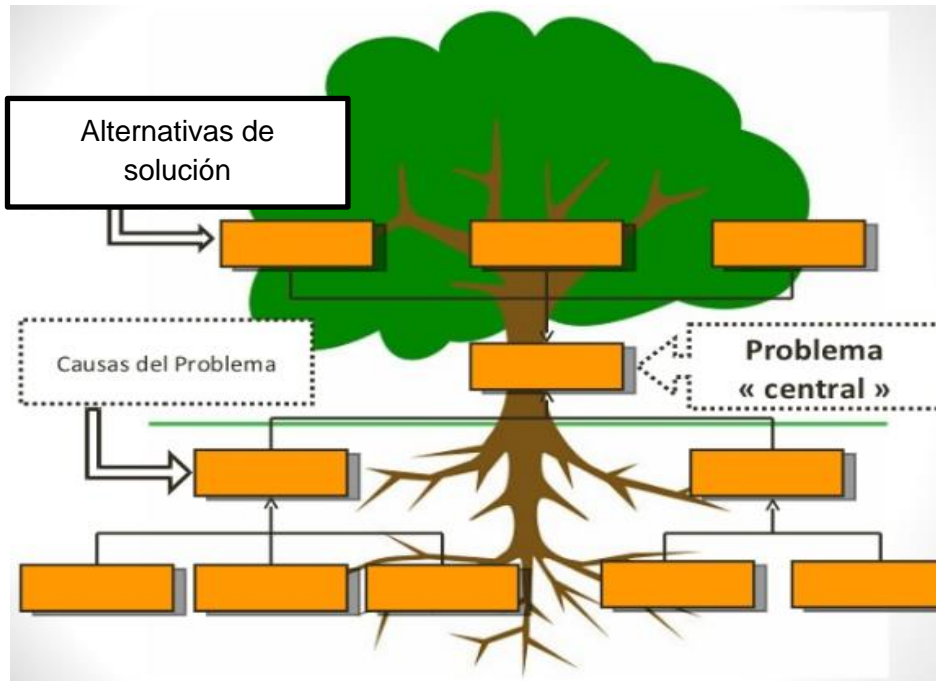 Alternativas de
solución
Causas del Problema
Problema
« central »